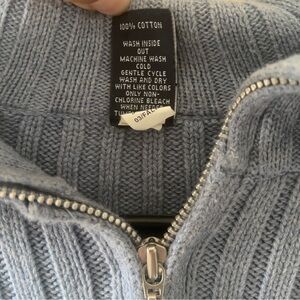 100% COTTON
WASH INSIDE
OUT
MACHINE WASH
COLD
GENTLE CYCLE
WASH AND DRY
WITH LIKE COLORS
ONLY NON-
CHLORINE BLEACH
WHEN NEEDED